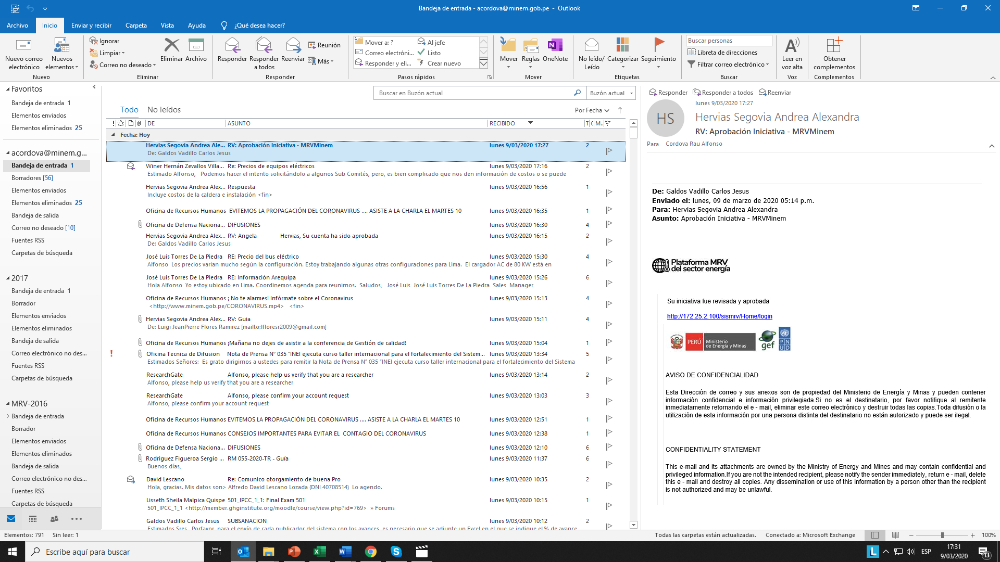 Bandeja de entrada - acordova@minem.gob.pe - Outlook
Archivo Inicio Enviar y recibir Carpeta Vista Ayuda ¿Qué desea hacer?
Nuevo correo electrónico
Nuevos elementos
Nuevo
Ignorar
Limpiar
Correo no deseado
Eliminar Archivo
Eliminar
Responder
Responder a todos
Reenviar
Reunión
Más
Responder
Mover a: ? Al jefe
Correo electróni... Listo
Responder y eli... Crear nuevo
Pasos rápidos
Mover Reglas OneNote
Mover
No leído/ Leído
Categorizar Seguimiento
Etiquetas
Buscar personas
Libreta de direcciones
Filtrar correo electrónico
Buscar
Leer en voz alta
Voz
Obtener complementos
Complementos
Favoritos
Bandeja de entrada 1
Elementos enviados
Elementos eliminados 25
acordova@minem.g...
Bandeja de entrada 1
Borradores [56]
Elementos enviados
Elementos eliminados 25
Bandeja de salida
Correo no deseado [10]
Fuentes RSS
Carpetas de búsqueda
2017
Bandeja de entrada 1
Borrador
Elementos enviados
Elementos eliminados
Bandeja de salida
Correo electrónico no des...
Fuentes RSS
Carpetas de búsqueda
MRV-2016
Bandeja de entrada
Borrador
Elementos enviados
Elementos eliminados
Bandeja de salida
Correo electrónico no des...
Fuentes RSS
Carpetas de búsqueda
Buscar en Buzón actual Buzón actual
Todo No leídos Por Fecha
DE ASUNTO RECIBIDO T C M..
Fecha: Hoy
Hervias Segovia Andrea Ale... RV: Aprobación Iniciativa - MRVMinem lunes 9/03/2020 17:27 2
De: Galdos Vadillo Carlos Jesus
Winer Hernán Zevallos Villa... Re: Precios de equipos eléctricos lunes 9/03/2020 17:16 2
Estimado Alfonso, Podemos hacer el intento solicitándolo a algunos Sub Comités, pero, es bien complicado que nos den información de costos o se puede
Hervias Segovia Andrea Alex... Respuesta lunes 9/03/2020 16:56 1
Incluye costos de la caldera e instalación <fin>
Oficina de Recursos Humanos EVITEMOS LA PROPAGACIÓN DEL CORONAVIRUS .... ASISTE A LA CHARLA EL MARTES 10 lunes 9/03/2020 16:35 1
Oficina de Defensa Naciona... DIFUSIONES lunes 9/03/2020 16:30 4
Hervias Segovia Andrea Alex... RV: Angela Hervias, Su cuenta ha sido aprobada lunes 9/03/2020 16:15 2
De: Galdos Vadillo Carlos Jesus
José Luis Torres De La Piedra RE: Precio del bus eléctrico lunes 9/03/2020 15:30 4
Alfonso Los precios varían mucho según la configuración. Estoy trabajando algunas otras configuraciones para Lima. El cargador AC de 80 KW está en
José Luis Torres De La Piedra RE: Información Arequipa lunes 9/03/2020 15:26 6
Hola Alfonso Yo estoy ubicado en Lima. Coordinemos agenda para reunirnos. Saludos, José Luis José Luis Torres De La Piedra Sales Manager
Oficina de Recursos Humanos ¡ No te alarmes! Infórmate sobre el Coronavirus lunes 9/03/2020 15:13 4
<http://www.minem.gob.pe/CORONAVIRUS.mp4> <fin>
Hervias Segovia Andrea Alex... RV: Guia lunes 9/03/2020 15:11 4
De: Luigi JeanPierre Flores Ramirez [mailto:lfloresr2009@gmail.com]
Oficina de Recursos Humanos ¡Mañana no dejes de asistir a la conferencia de Gestión de calidad! lunes 9/03/2020 15:04 1
Oficina Tecnica de Difusion Nota de Prensa N° 035 "INEI ejecuta curso taller internacional para el fortalecimiento del Sistem... lunes 9/03/2020 13:34 5
Estimados Señores: Es grato dirigirnos a ustedes para remitir la Nota de Prensa N° 035 "INEI ejecuta curso taller internacional para el fortalecimiento del Sistema
ResearchGate Alfonso, please help us verify that you are a researcher lunes 9/03/2020 13:14 2
Alfonso, please help us verify that you are a researcher
ResearchGate Alfonso, please confirm your account request lunes 9/03/2020 13:03 3
Alfonso, please confirm your account request
Oficina de Recursos Humanos EVITEMOS LA PROPAGACIÓN DEL CORONAVIRUS .... ASISTE A LA CHARLA EL MARTES 10 lunes 9/03/2020 12:51 1
Oficina de Recursos Humanos CONSEJOS IMPORTANTES PARA EVITAR EL CONTAGIO DEL CORONAVIRUS lunes 9/03/2020 12:38 1
Oficina de Defensa Naciona... DIFUSIONES lunes 9/03/2020 12:10 6
Rodriguez Figueroa Sergio ... RM 055-2020-TR - Guía lunes 9/03/2020 11:37 6
Buenos días,
David Lescano Re: Comunico otorgamiento de buena Pro lunes 9/03/2020 10:35 2
Hola, gracias. Mis datos son> Alfredo David Lescano Lozada (DNI 40708514) Lo agendo.
Lisseth Sheila Malpica Quispe 501_IPCC_1_1: Final Exam 501 lunes 9/03/2020 10:15 1
501_IPCC_1_1 <http://member.ghginstitute.org/moodle/course/view.php?id=769> » Forums
Galdos Vadillo Carlos Jesus SUBSANACION lunes 9/03/2020 10:12 2
Estimados Sres. Porfavor, para el envío de cada publicador del sistema con los avances, es necesario que se adjunte un Excel en el que se indique el % de avance
Responder Responder a todos Reenviar
lunes 9/03/2020 17:27
HS
Hervias Segovia Andrea Alexandra
RV: Aprobación Iniciativa - MRVMinem
Para Cordova Rau Alfonso
De: Galdos Vadillo Carlos Jesus
Enviado el: lunes, 09 de marzo de 2020 05:14 p.m.
Para: Hervias Segovia Andrea Alexandra
Asunto: Aprobación Iniciativa - MRVMinem
Plataforma MRV
del sector energía
Su iniciativa fue revisada y aprobada
http://172.25.2.100/sismrv/Home/login
PERÚ Ministerio de Energía y Minas gef PNUD
AVISO DE CONFIDENCIALIDAD
Esta Dirección de correo y sus anexos son de propiedad del Ministerio de Energía y Minas y pueden contener
información confidencial e información privilegiada.Si no es el destinatario, por favor notifique al remitente
inmediatamente retornando el e - mail, eliminar este correo electrónico y destruir todas las copias.Toda difusión o la
utilización de esta información por una persona distinta del destinatario no están autorizado y puede ser ilegal.
CONFIDENTIALITY STATEMENT
This e-mail and its attachments are owned by the Ministry of Energy and Mines and may contain confidential and
privileged information.If you are not the intended recipient, please notify the sender immediately, return e - mail, delete
this e - mail and destroy all copies. Any dissemination or use of this information by a person other than the recipient
is not authorized and may be unlawful.
Elementos: 791 Sin leer: 1 Todas las carpetas están actualizadas. Conectado a: Microsoft Exchange 100%
Escribe aquí para buscar
ESP
17:31
9/03/2020
13